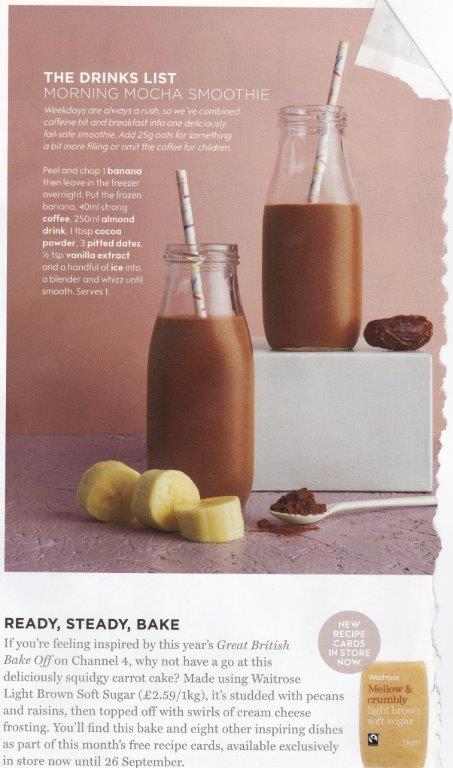 THE DRINKS LIST
MORNING MOCHA SMOOTHIE
Weekdays are always a rush, so we've combined
caffeine hit and breakfast into one deliciously
fail-safe smoothie. Add 25g oats for something
a bit more filling or omit the coffee for children.
Peel and chop 1 banana
then leave in the freezer
overnight. Put the frozen
banana, 40ml strong
coffee, 250ml almond
drink, 1 tbsp cocoa
powder, 3 pitted dates,
½ tsp vanilla extract
and a handful of ice into
a blender and whizz until
smooth. Serves 1.
READY, STEADY, BAKE
If you're feeling inspired by this year's Great British
Bake Off on Channel 4, why not have a go at this
deliciously squidgy carrot cake? Made using Waitrose
Light Brown Soft Sugar (£2.59/1kg), it's studded with pecans
and raisins, then topped off with swirls of cream cheese
frosting. You'll find this bake and eight other inspiring dishes
as part of this month's free recipe cards, available exclusively
in store now until 26 September.
NEW
RECIPE
CARDS
IN STORE
NOW
Waitrose
Mellow &
crumbly
light brown
soft sugar
1kg℮